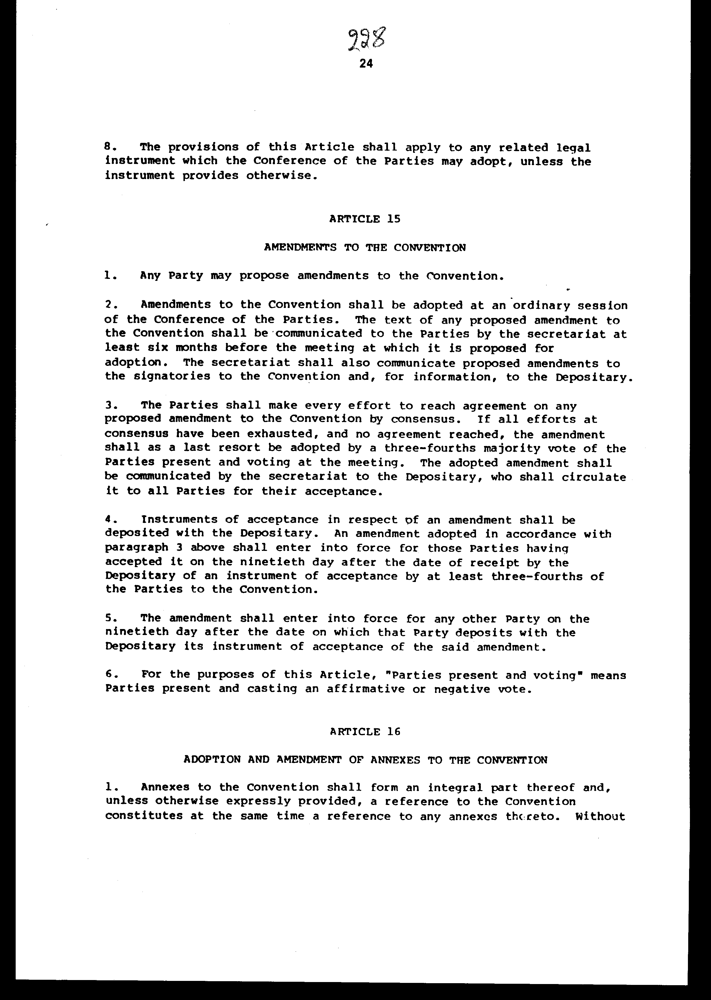 228
24
8. The provisions of this Article shall apply to any related legal
instrument which the Conference of the Parties may adopt, unless the
instrument provides otherwise.
ARTICLE 15
AMENDMENTS TO THE CONVENTION
1. Any Party may propose amendments to the Convention.
2. Amendments to the Convention shall be adopted at an ordinary session
of the Conference of the Parties. The text of any proposed amendment to
the Convention shall be communicated to the Parties by the secretariat at
least six months before the meeting at which it is proposed for
adoption. The secretariat shall also communicate proposed amendments to
the signatories to the Convention and, for information, to the Depositary.
3. The Parties shall make every effort to reach agreement on any
proposed amendment to the Convention by consensus. If all efforts at
consensus have been exhausted, and no agreement reached, the amendment
shall as a last resort be adopted by a three-fourths majority vote of the
Parties present and voting at the meeting. The adopted amendment shall
be communicated by the secretariat to the Depositary, who shall circulate
it to all Parties for their acceptance.
4. Instruments of acceptance in respect of an amendment shall be
deposited with the Depositary. An amendment adopted in accordance with
paragraph 3 above shall enter into force for those Parties having
accepted it on the ninetieth day after the date of receipt by the
Depositary of an instrument of acceptance by at least three-fourths of
the Parties to the Convention.
5. The amendment shall enter into force for any other Party on the
ninetieth day after the date on which that Party deposits with the
Depositary its instrument of acceptance of the said amendment.
6. For the purposes of this Article, "Parties present and voting" means
Parties present and casting an affirmative or negative vote.
ARTICLE 16
ADOPTION AND AMENDMENT OF ANNEXES TO THE CONVENTION
1. Annexes to the Convention shall form an integral part thereof and,
unless otherwise expressly provided, a reference to the Convention
constitutes at the same time a reference to any annexes thereto. Without